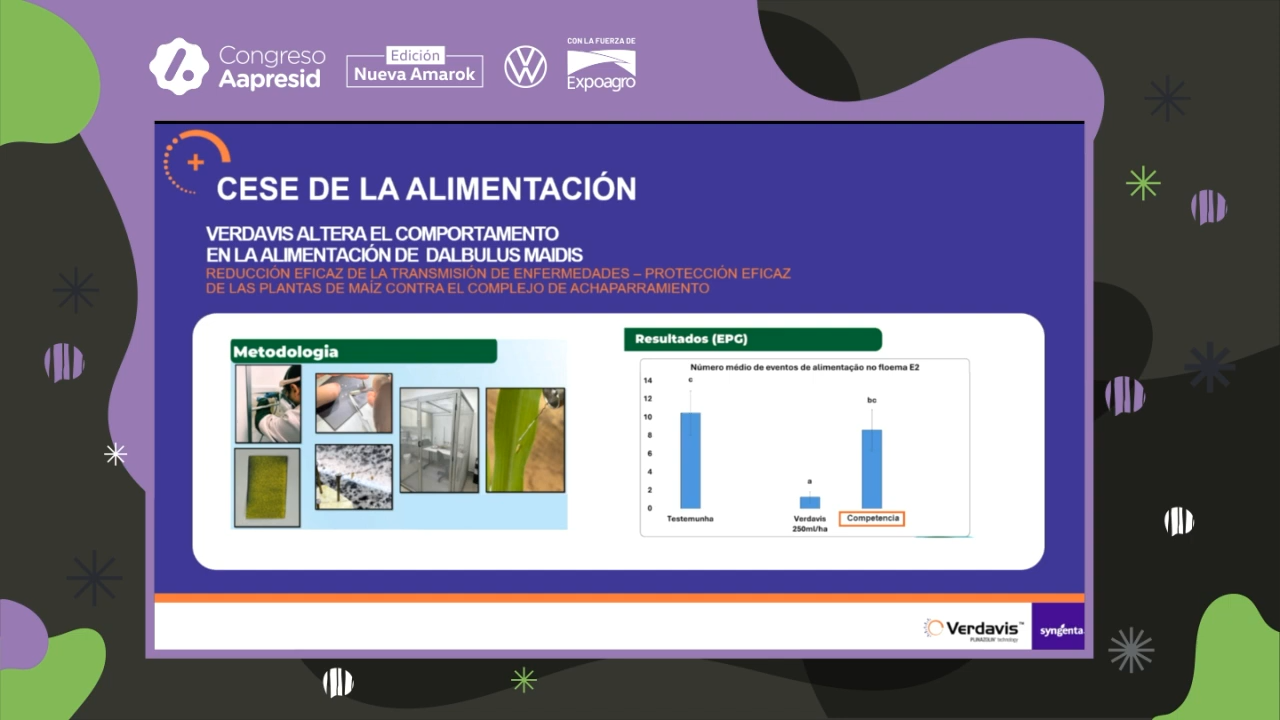 Congreso
Aapresid
Edición
Nueva Amarok
CON LA FUERZA DE
Expoagro
CESE DE LA ALIMENTACIÓN
VERDAVIS ALTERA EL COMPORTAMENTO
EN LA ALIMENTACIÓN DE DALBULUS MAIDIS
REDUCCIÓN EFICAZ DE LA TRANSMISIÓN DE ENFERMEDADES – PROTECCIÓN EFICAZ
DE LAS PLANTAS DE MAÍZ CONTRA EL COMPLEJO DE ACHAPARRAMIENTO
Metodologia
Resultados (EPG)
Número médio de eventos de alimentação no floema E2
14
12
10
8
6
4
2
0
c
a
bc
Testemunha
Verdavis
250ml/ha
Competencia
Verdavis™
PLINAZOLIN® technology
syngenta